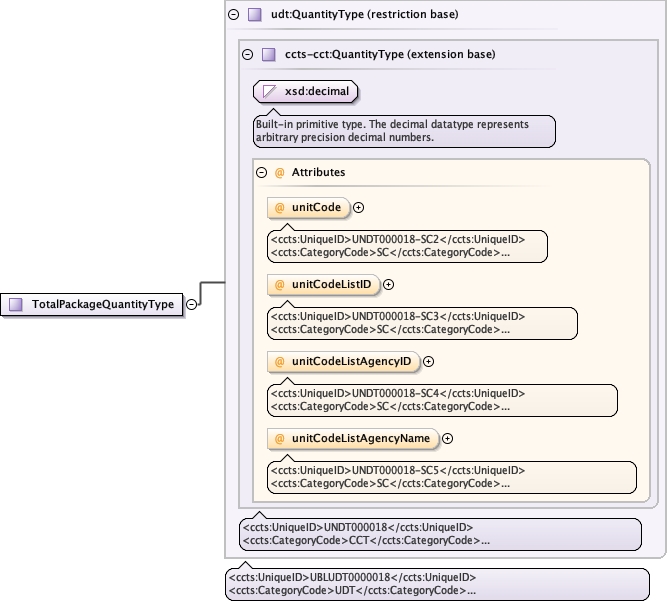 udt:QuantityType (restriction base)
ccts-cct:QuantityType (extension base)
xsd:decimal
Built-in primitive type. The decimal datatype represents
arbitrary precision decimal numbers.
@ Attributes
@ unitCode
<ccts:UniqueID>UNDT000018-SC2</ccts:UniqueID>
<ccts:CategoryCode>SC</ccts:CategoryCode>...
@ unitCodeListID
<ccts:UniqueID>UNDT000018-SC3</ccts:UniqueID>
<ccts:CategoryCode>SC</ccts:CategoryCode>...
TotalPackageQuantityType
@ unitCodeListAgencyID
<ccts:UniqueID>UNDT000018-SC4</ccts:UniqueID>
<ccts:CategoryCode>SC</ccts:CategoryCode>...
@ unitCodeListAgencyName
<ccts:UniqueID>UNDT000018-SC5</ccts:UniqueID>
<ccts:CategoryCode>SC</ccts:CategoryCode>...
<ccts:UniqueID>UNDT000018</ccts:UniqueID>
<ccts:CategoryCode>CCT</ccts:CategoryCode>...
<ccts:UniqueID>UBLUDT0000018</ccts:UniqueID>
<ccts:CategoryCode>UDT</ccts:CategoryCode>...